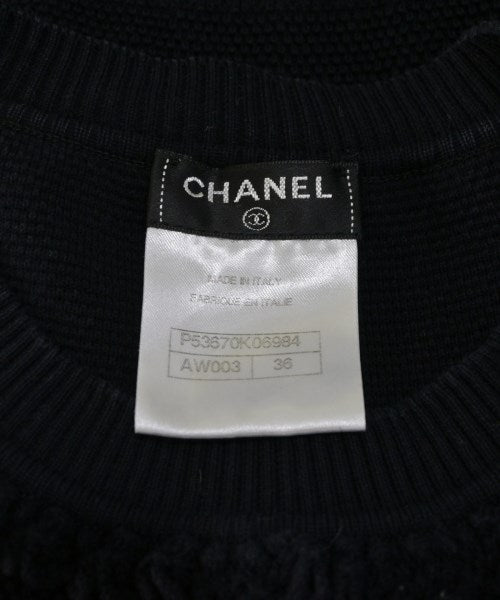 CHANEL
MADE IN ITALY
FABRIQUE EN ITALIE
P53670K06984
AW003 36